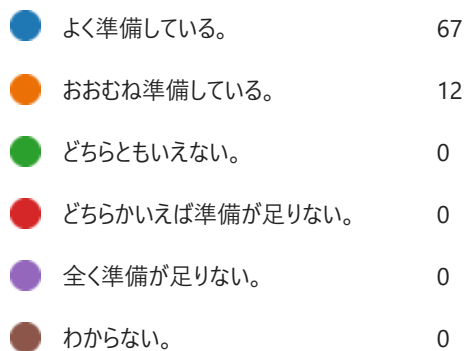 よく準備している。 67
おおむね準備している。 12
どちらともいえない。 0
どちらかいえば準備が足りない。 0
全く準備が足りない。 0
わからない。 0